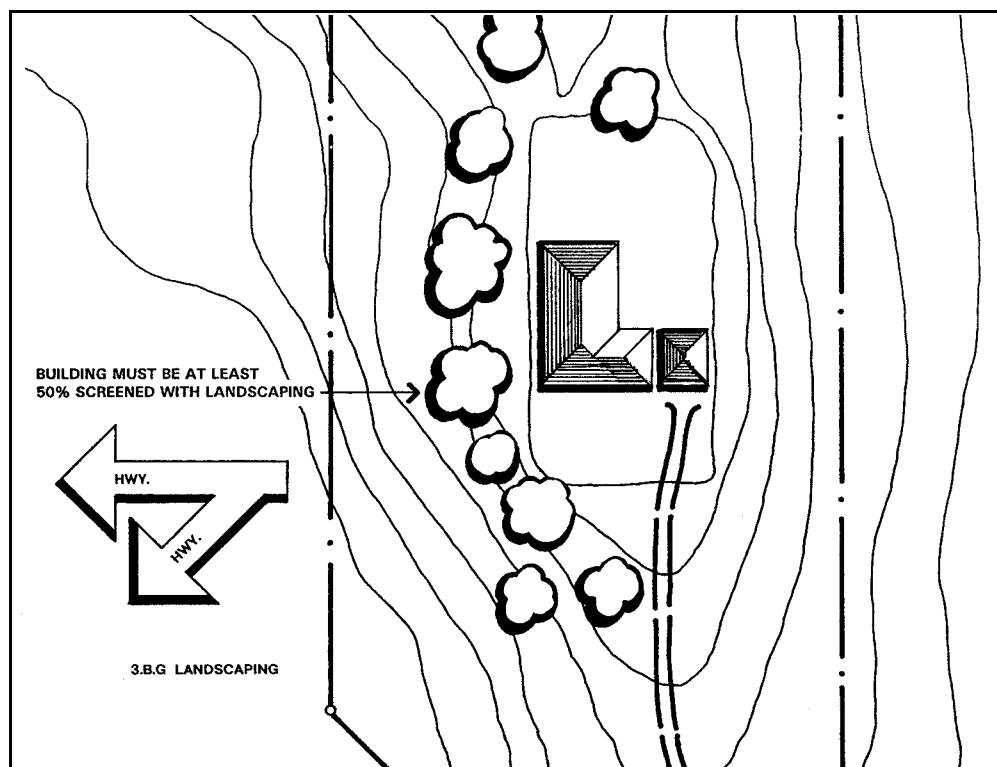 BUILDING MUST BE AT LEAST
50% SCREENED WITH LANDSCAPING
HWY.
HWY.
3.B.G LANDSCAPING